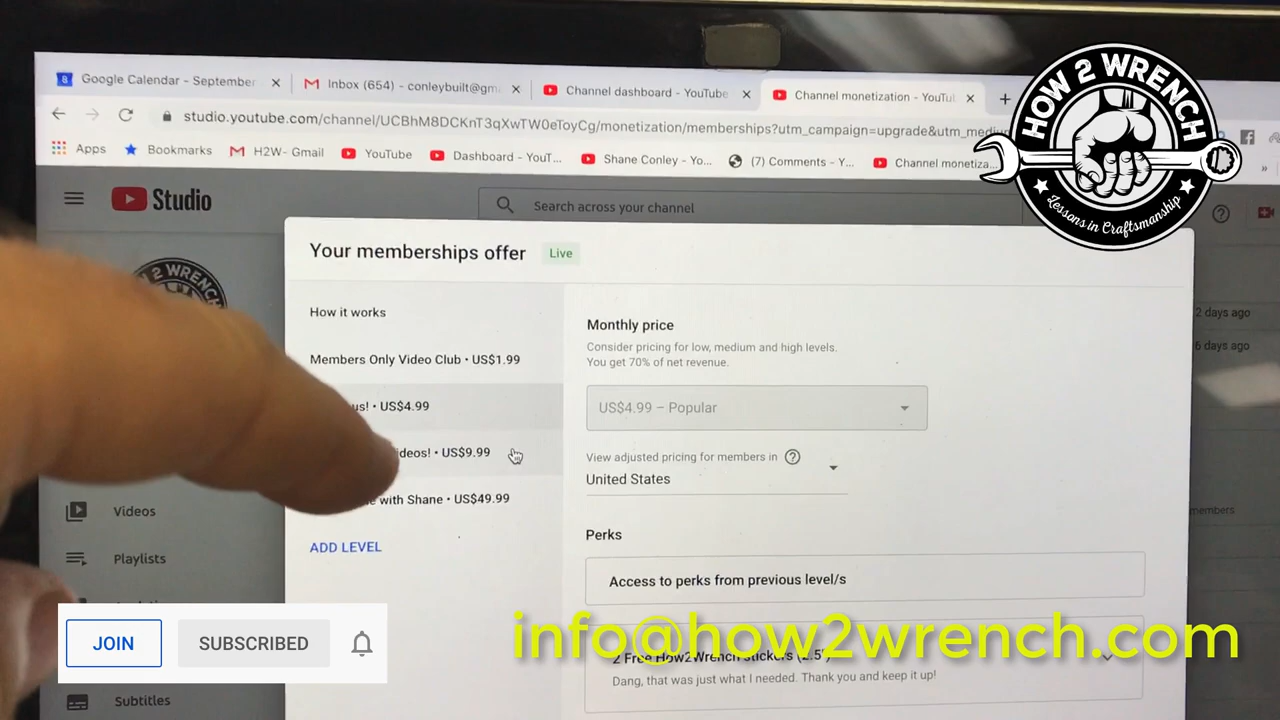 Google Calendar - September
Inbox (654) - conleybuilt@gm
Channel dashboard - YouTube
Channel monetization - YouTu
studio.youtube.com/channel/UCBhM8DCKnT3qXwTW0eToyCg/monetization/memberships?utm_campaign=upgrade&utm_medium
Apps
Bookmarks
H2W- Gmail
YouTube
Dashboard - YouT...
Shane Conley - Yo...
(7) Comments - Y...
Channel monetiza...
HOW 2 WRENCH
Lessons in Craftsmanship
Studio
Search across your channel
2 WRENCH
Your memberships offer
Live
How it works
Members Only Video Club • US$1.99
us! • US$4.99
ideos! • US$9.99
with Shane • US$49.99
ADD LEVEL
Monthly price
Consider pricing for low, medium and high levels.
You get 70% of net revenue.
US$4.99 – Popular
View adjusted pricing for members in
United States
Perks
Access to perks from previous level/s
2 Free How2Wrench stickers (2.5")
Dang, that was just what I needed. Thank you and keep it up!
2 days ago
6 days ago
members
Videos
Playlists
Subtitles
JOIN
SUBSCRIBED
info@how2wrench.com